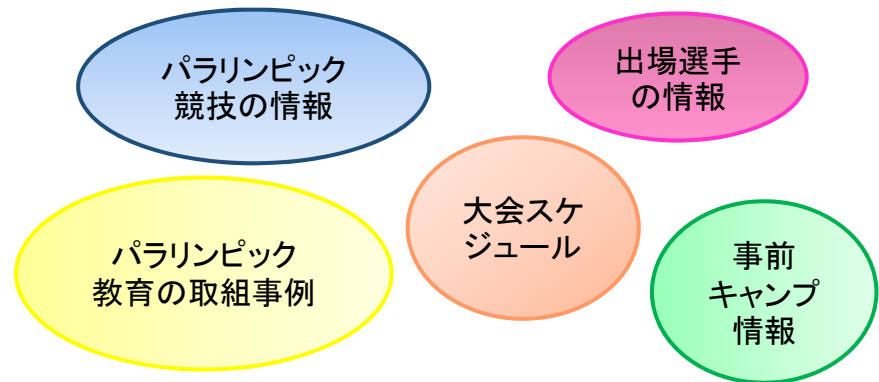 パラリンピック
競技の情報
出場選手
の情報
大会スケ
ジュール
パラリンピック
教育の取組事例
事前
キャンプ
情報